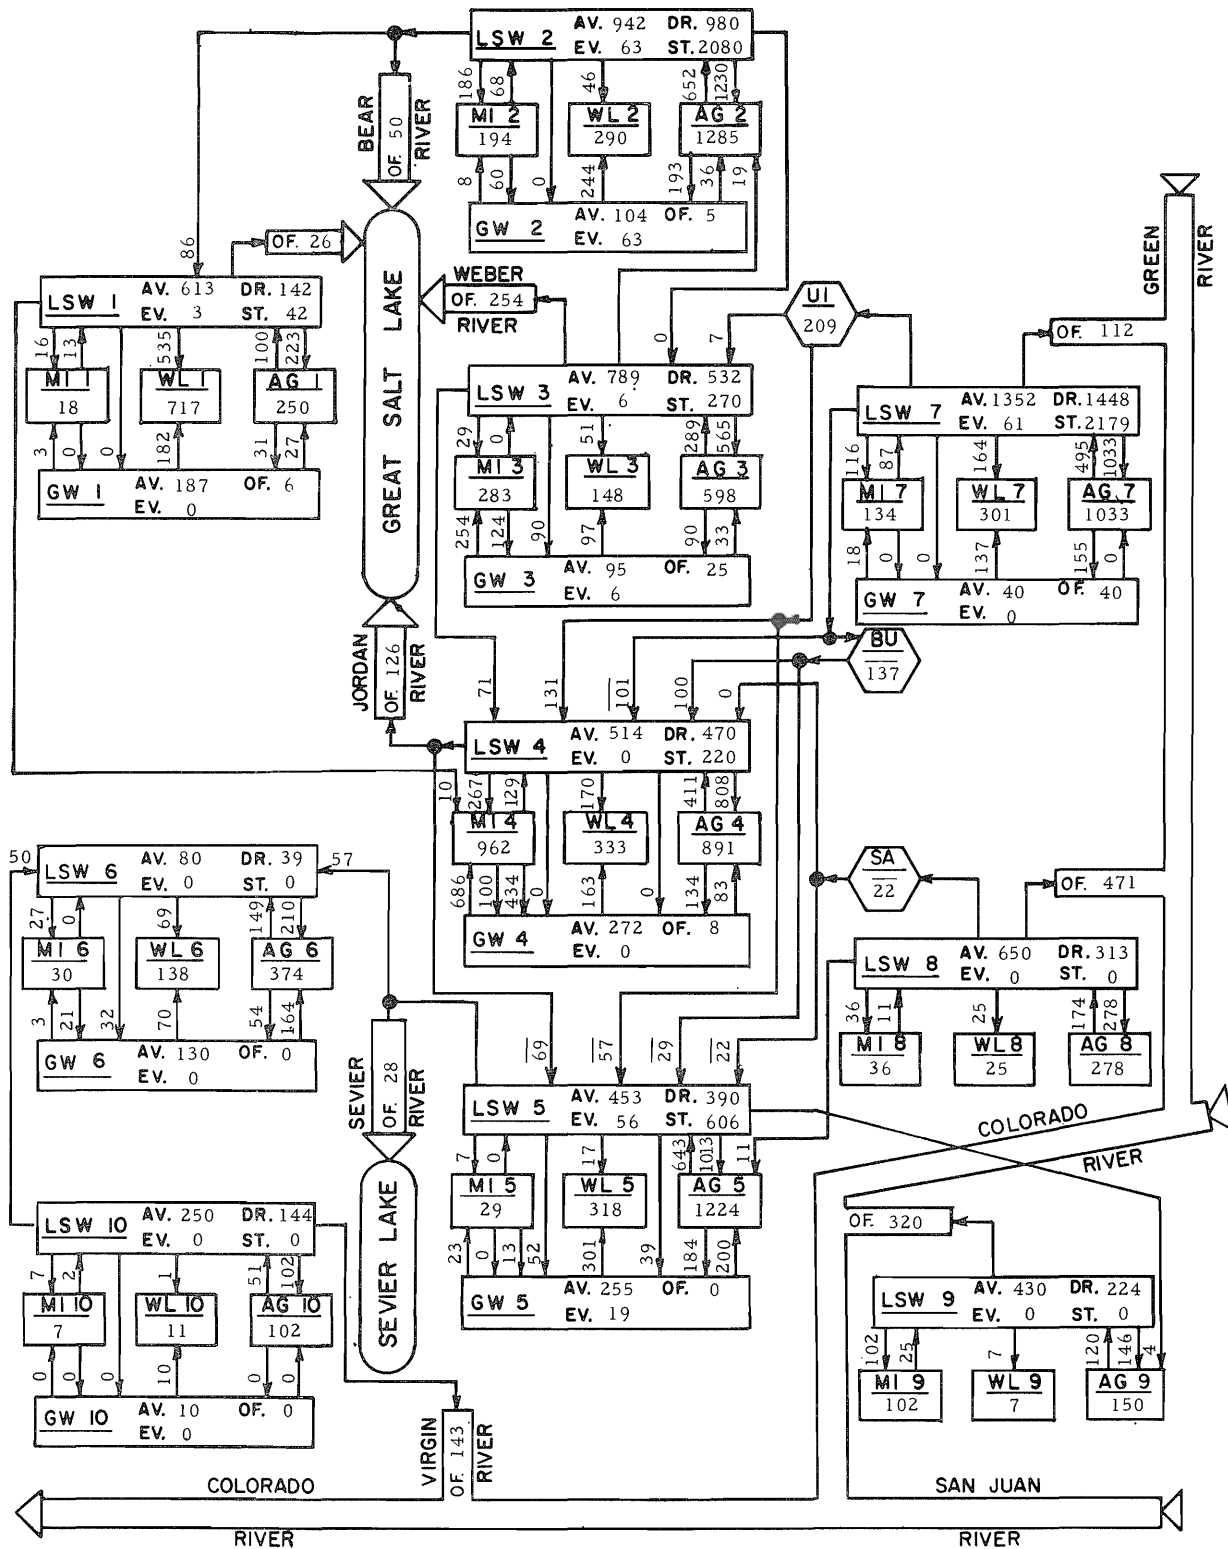 LSW 2 AV. 942 DR. 980
EV. 63 ST. 2080
186 68 46 652 1230
MI 2 WL 2 AG 2
194 290 1285
8 60 0 244 193 36 19
GW 2 AV. 104 OF. 5
EV. 63
BEAR
OF. 50
RIVER
GREAT SALT LAKE
86
OF. 26
LSW 1 AV. 613 DR. 142
EV. 3 ST. 42
16 13 535 100 223
MI 1 WL 1 AG 1
18 717 250
3 0 0 182 31 27
GW 1 AV. 187 OF. 6
EV. 0
WEBER
OF. 254
RIVER
0 7
UI
209
LSW 3 AV. 789 DR. 532
EV. 6 ST. 270
29 0 51 289 565
MI 3 WL 3 AG 3
283 148 598
254 124 90 97 90 33
GW 3 AV. 95 OF. 25
EV. 6
GREEN
RIVER
OF. 112
LSW 7 AV. 1352 DR. 1448
EV. 61 ST. 2179
116 87 164 495 1033
MI 7 WL 7 AG 7
134 301 1033
18 0 0 137 155 0
GW 7 AV. 40 OF. 40
EV. 0
BU
137
JORDAN
OF. 126
RIVER
71 131 101 100 0
LSW 4 AV. 514 DR. 470
EV. 0 ST. 220
10 267 129 170 411 808
MI 4 WL 4 AG 4
962 333 891
686 100 434 0 163 0 134 83
GW 4 AV. 272 OF. 8
EV. 0
SA
22
OF. 471
LSW 8 AV. 650 DR. 313
EV. 0 ST. 0
36 11 25 174 278
MI 8 WL 8 AG 8
36 25 278
50 57
LSW 6 AV. 80 DR. 39
EV. 0 ST. 0
27 0 69 149 210
MI 6 WL 6 AG 6
30 138 374
3 21 32 70 54 164
GW 6 AV. 130 OF. 0
EV. 0
SEVIER
OF. 28
RIVER
SEVIER LAKE
69 57 29 22
LSW 5 AV. 453 DR. 390
EV. 56 ST. 606
7 0 17 643 1013 11
MI 5 WL 5 AG 5
29 318 1224
23 0 13 52 301 39 184 200
GW 5 AV. 255 OF. 0
EV. 19
COLORADO
RIVER
OF. 320
LSW 9 AV. 430 DR. 224
EV. 0 ST. 0
102 25 7 120 146 4
MI 9 WL 9 AG 9
102 7 150
LSW 10 AV. 250 DR. 144
EV. 0 ST. 0
7 2 1 51 102
MI 10 WL 10 AG 10
7 11 102
0 0 0 10 0 0
GW 10 AV. 10 OF. 0
EV. 0
VIRGIN
OF. 143
RIVER
COLORADO
RIVER
SAN JUAN
RIVER